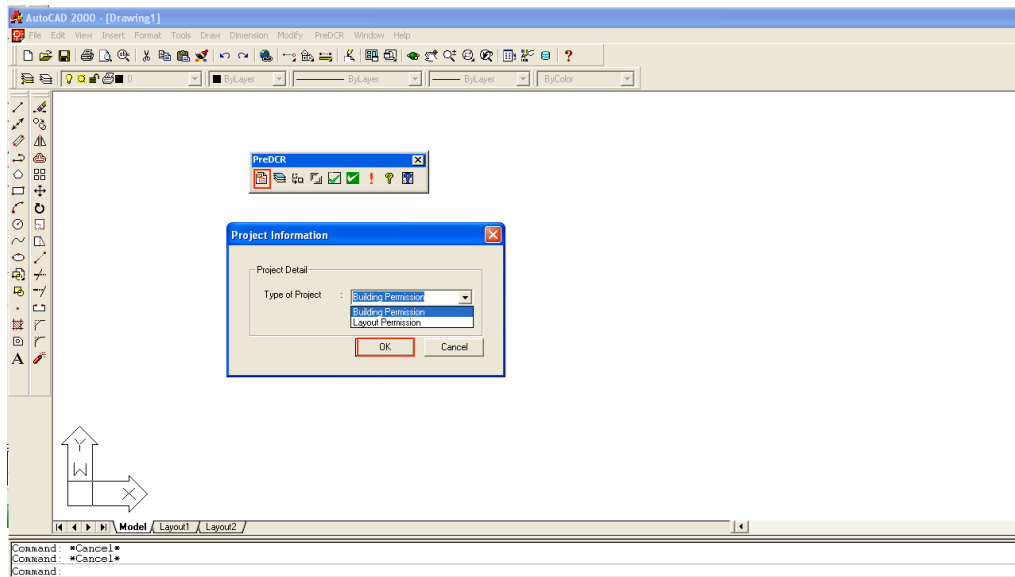 AutoCAD 2000 - [Drawing1]
File Edit View Insert Format Tools Draw Dimension Modify PreDCR Window Help
0 ByLayer ByLayer ByLayer ByColor
PreDCR
Project Information
Project Detail
Type of Project : Building Permission
Building Permission
Layout Permission
OK Cancel
A
Y
W
X
Model Layout1 Layout2
Command: *Cancel*
Command: *Cancel*
Command: